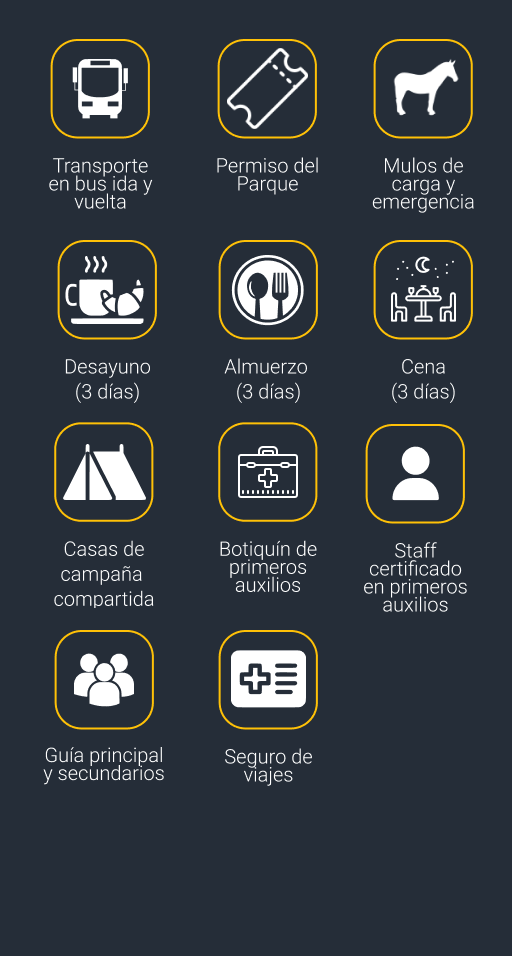 Transporte
en bus ida y
vuelta
Permiso del
Parque
Mulos de
carga y
emergencia
Desayuno
(3 días)
Almuerzo
(3 días)
Cena
(3 días)
Casas de
campaña
compartida
Botiquín de
primeros
auxilios
Staff
certificado
en primeros
auxilios
Guía principal
y secundarios
Seguro de
viajes